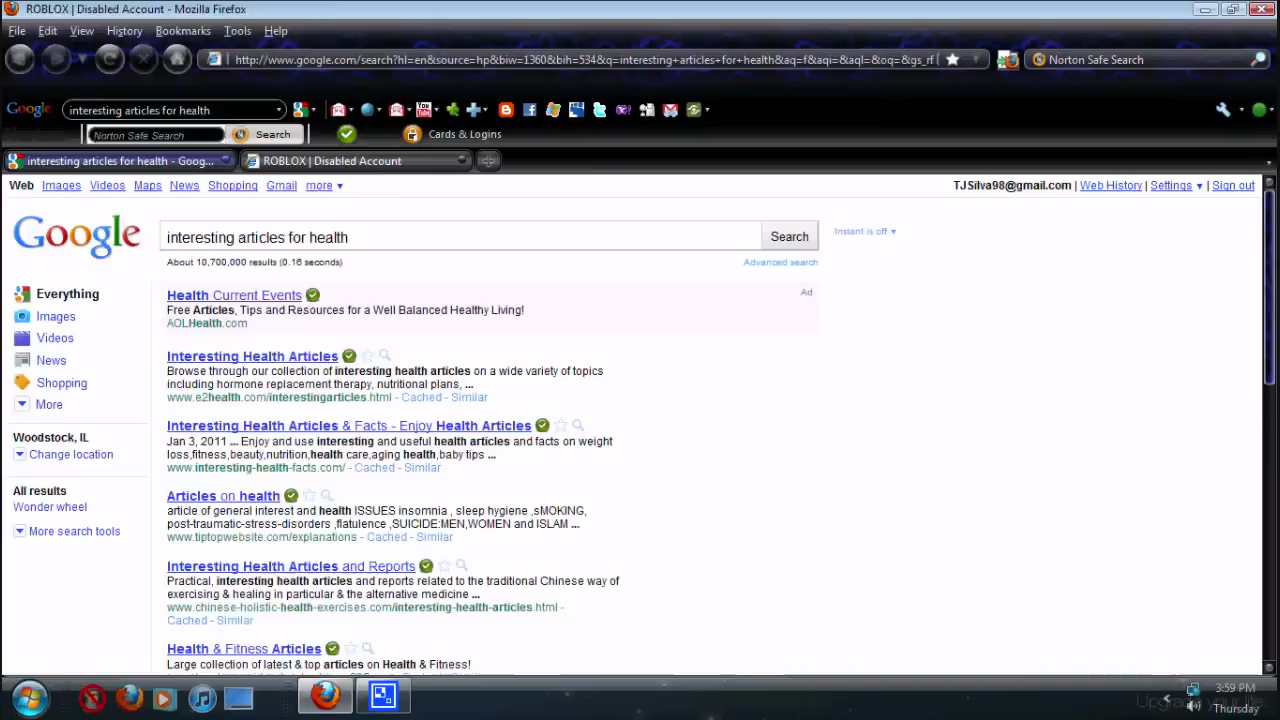 ROBLOX | Disabled Account - Mozilla Firefox
File Edit View History Bookmarks Tools Help
http://www.google.com/search?hl=en&source=hp&biw=1360&bih=534&q=interesting+articles+for+health&aq=f&aqi=&aql=&oq=&gs_rf Norton Safe Search
Google interesting articles for health
Norton Safe Search Search Cards & Logins
interesting articles for health - Goog... ROBLOX | Disabled Account
Web Images Videos Maps News Shopping Gmail more TJSilva98@gmail.com | Web History | Settings | Sign out
Google interesting articles for health Search Instant is off
About 10,700,000 results (0.16 seconds) Advanced search
Everything
Images
Videos
News
Shopping
More
Woodstock, IL
Change location
All results
Wonder wheel
More search tools
Health Current Events Ad
Free Articles, Tips and Resources for a Well Balanced Healthy Living!
AOLHealth.com
Interesting Health Articles
Browse through our collection of interesting health articles on a wide variety of topics
including hormone replacement therapy, nutritional plans, ...
www.e2health.com/interestingarticles.html - Cached - Similar
Interesting Health Articles & Facts - Enjoy Health Articles
Jan 3, 2011 ... Enjoy and use interesting and useful health articles and facts on weight
loss,fitness,beauty,nutrition,health care,aging health,baby tips ...
www.interesting-health-facts.com/ - Cached - Similar
Articles on health
article of general interest and health ISSUES insomnia , sleep hygiene ,sMOKING,
post-traumatic-stress-disorders ,flatulence ,SUICIDE:MEN,WOMEN and ISLAM ...
www.tiptopwebsite.com/explanations - Cached - Similar
Interesting Health Articles and Reports
Practical, interesting health articles and reports related to the traditional Chinese way of
exercising & healing in particular & the alternative medicine ...
www.chinese-holistic-health-exercises.com/interesting-health-articles.html -
Cached - Similar
Health & Fitness Articles
Large collection of latest & top articles on Health & Fitness!
3:59 PM
Thursday